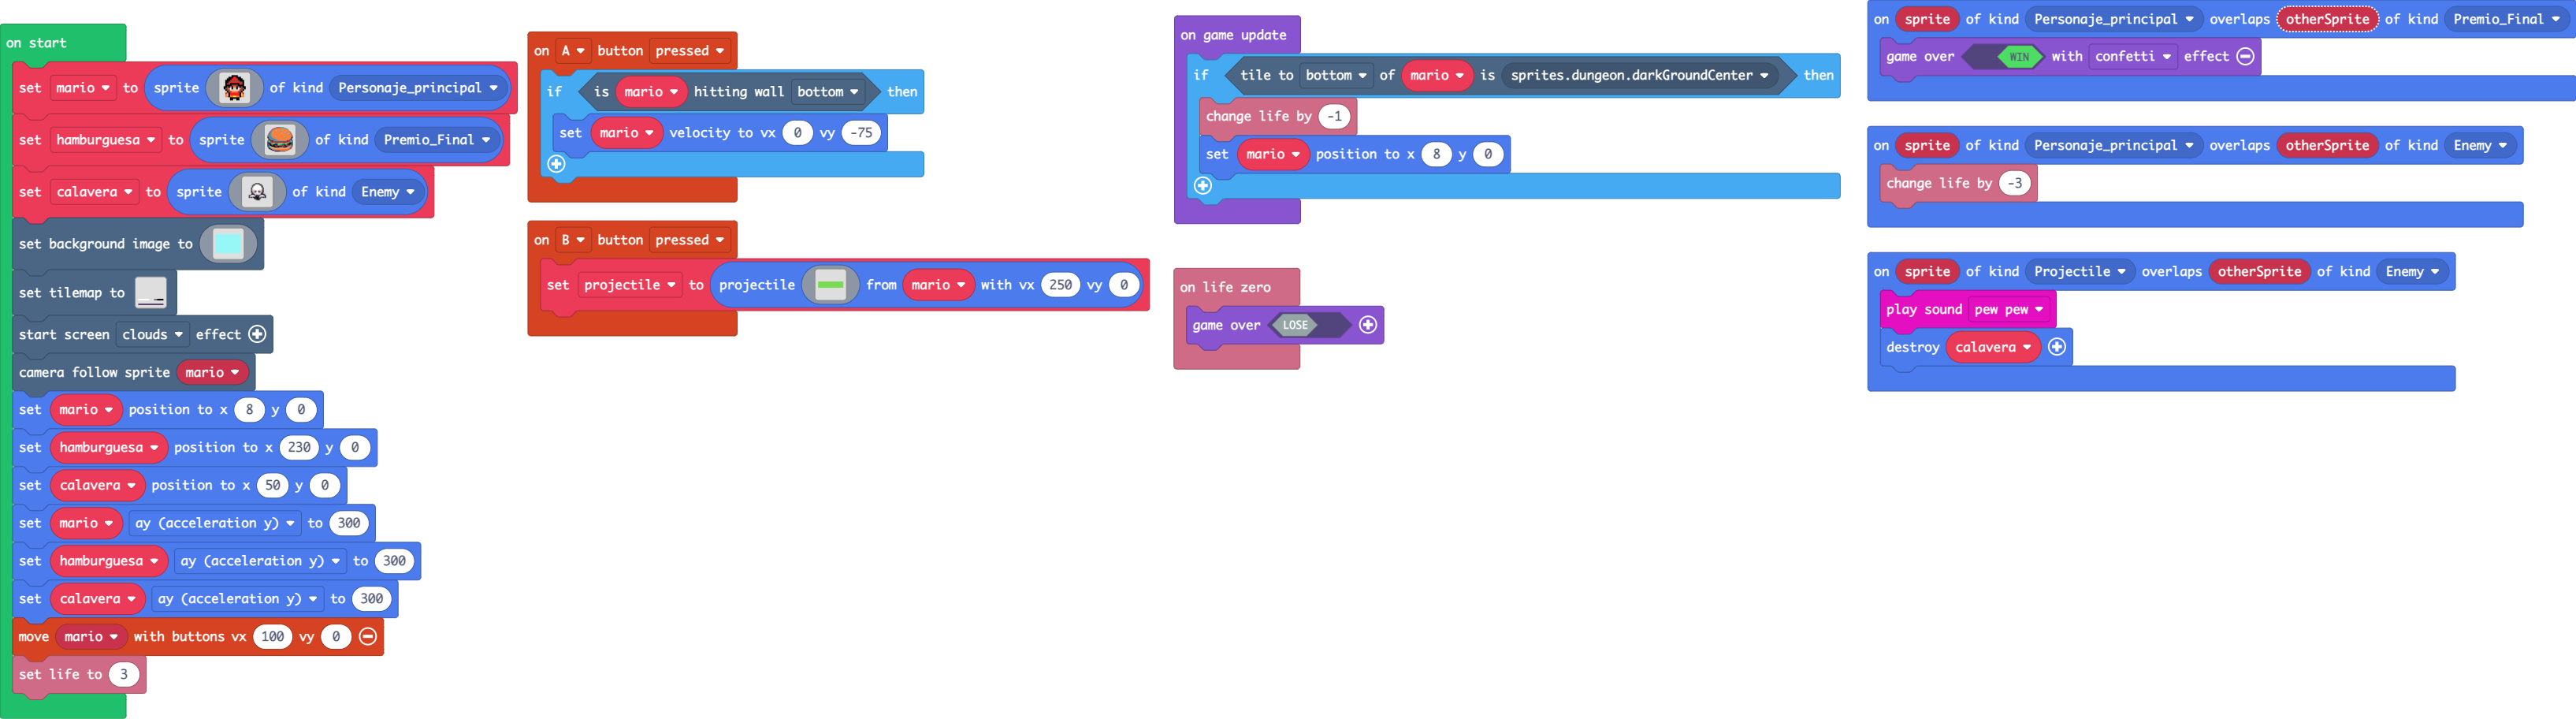 on start
set mario to sprite of kind Personaje_principal
set hamburguesa to sprite of kind Premio_Final
set calavera to sprite of kind Enemy
set background image to
set tilemap to
start screen clouds effect
camera follow sprite mario
set mario position to x 8 y 0
set hamburguesa position to x 230 y 0
set calavera position to x 50 y 0
set mario ay (acceleration y) to 300
set hamburguesa ay (acceleration y) to 300
set calavera ay (acceleration y) to 300
move mario with buttons vx 100 vy 0
set life to 3
on A button pressed
if is mario hitting wall bottom then
set mario velocity to vx 0 vy -75
on B button pressed
set projectile to projectile from mario with vx 250 vy 0
on game update
if tile to bottom of mario is sprites.dungeon.darkGroundCenter then
change life by -1
set mario position to x 8 y 0
on life zero
game over LOSE
on sprite of kind Personaje_principal overlaps otherSprite of kind Premio_Final
game over WIN with confetti effect
on sprite of kind Personaje_principal overlaps otherSprite of kind Enemy
change life by -3
on sprite of kind Projectile overlaps otherSprite of kind Enemy
play sound pew pew
destroy calavera